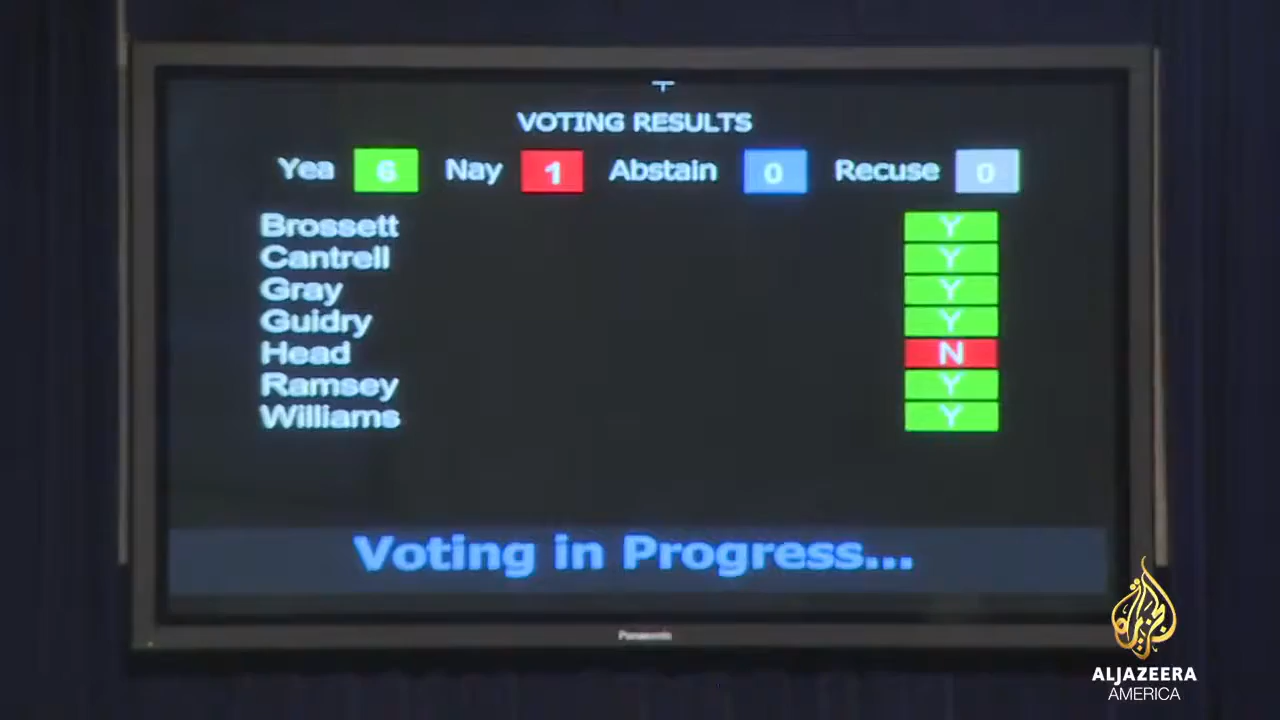 VOTING RESULTS
Yea 6 Nay 1 Abstain 0 Recuse 0
Brossett Y
Cantrell Y
Gray Y
Guidry Y
Head N
Ramsey Y
Williams Y
Voting in Progress...
Panasonic
ALJAZEERA
AMERICA